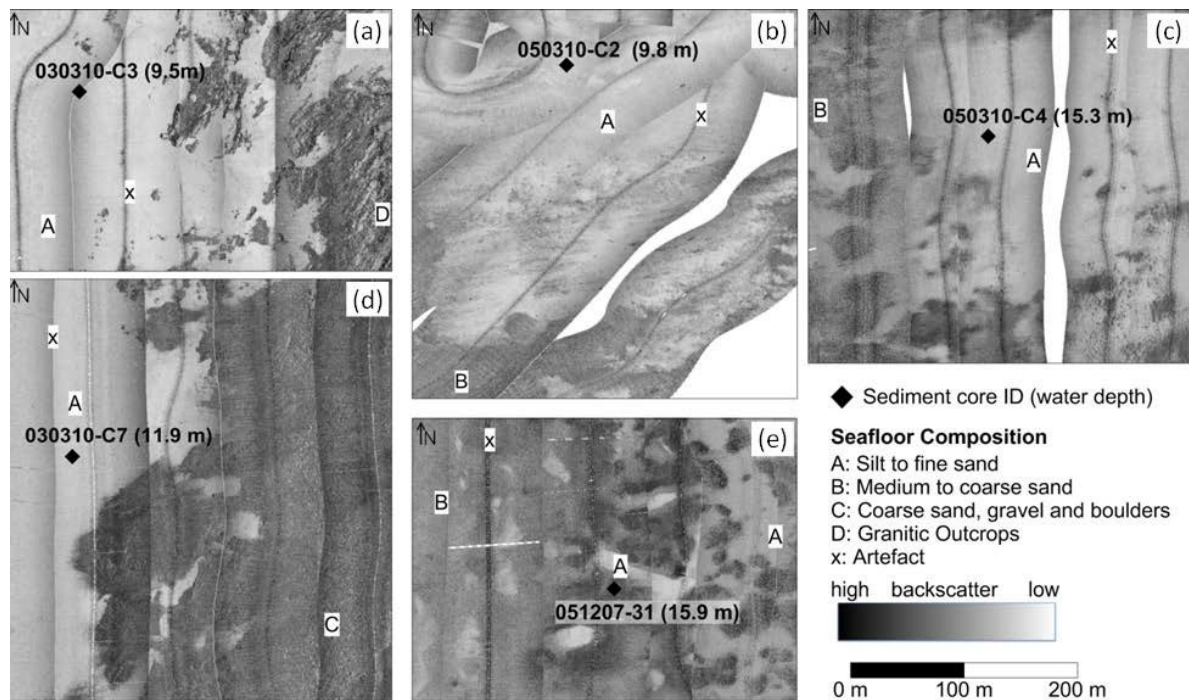 N
(a)
030310-C3 (9.5m)
x
A
D
N
(b)
050310-C2 (9.8 m)
A
x
B
N
(c)
x
B
050310-C4 (15.3 m)
A
N
(d)
x
A
030310-C7 (11.9 m)
C
N
(e)
x
B
A
A
051207-31 (15.9 m)
Sediment core ID (water depth)
Seafloor Composition
A: Silt to fine sand
B: Medium to coarse sand
C: Coarse sand, gravel and boulders
D: Granitic Outcrops
x: Artefact
high backscatter low
0 m 100 m 200 m